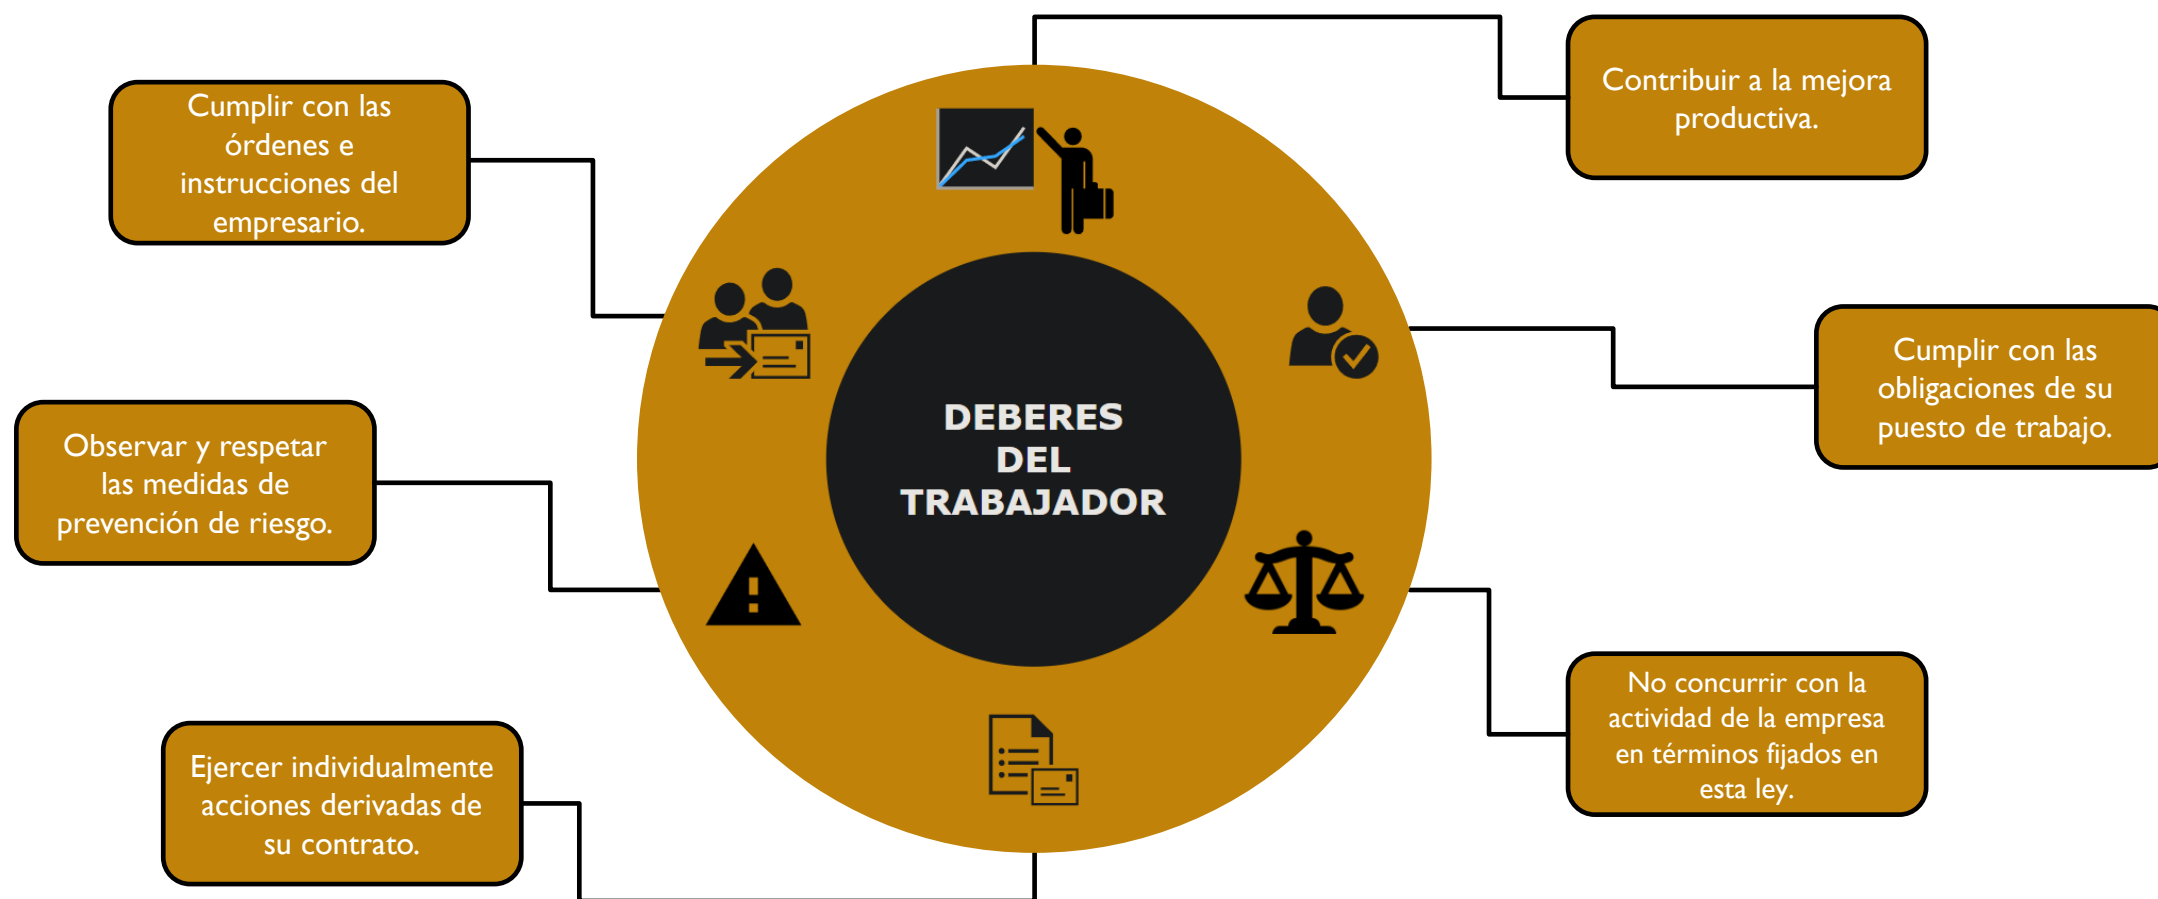 Contribuir a la mejora
productiva.
Cumplir con las
órdenes e
instrucciones del
empresario.
Cumplir con las
obligaciones de su
puesto de trabajo.
DEBERES
DEL
TRABAJADOR
Observar y respetar
las medidas de
prevención de riesgo.
No concurrir con la
actividad de la empresa
en términos fijados en
esta ley.
Ejercer individualmente
acciones derivadas de
su contrato.